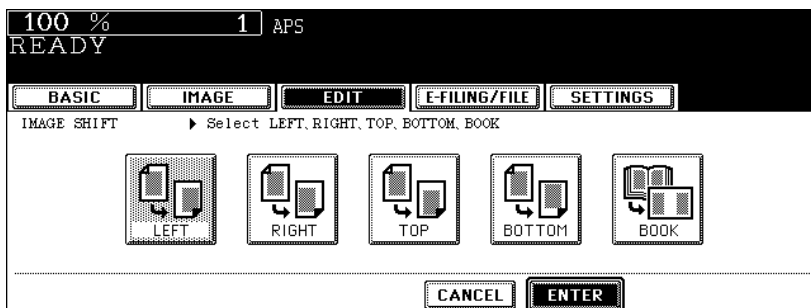 100 % 1 APS
READY
BASIC IMAGE EDIT E-FILING/FILE SETTINGS
IMAGE SHIFT ▶ Select LEFT, RIGHT, TOP, BOTTOM, BOOK
LEFT RIGHT TOP BOTTOM BOOK
CANCEL ENTER